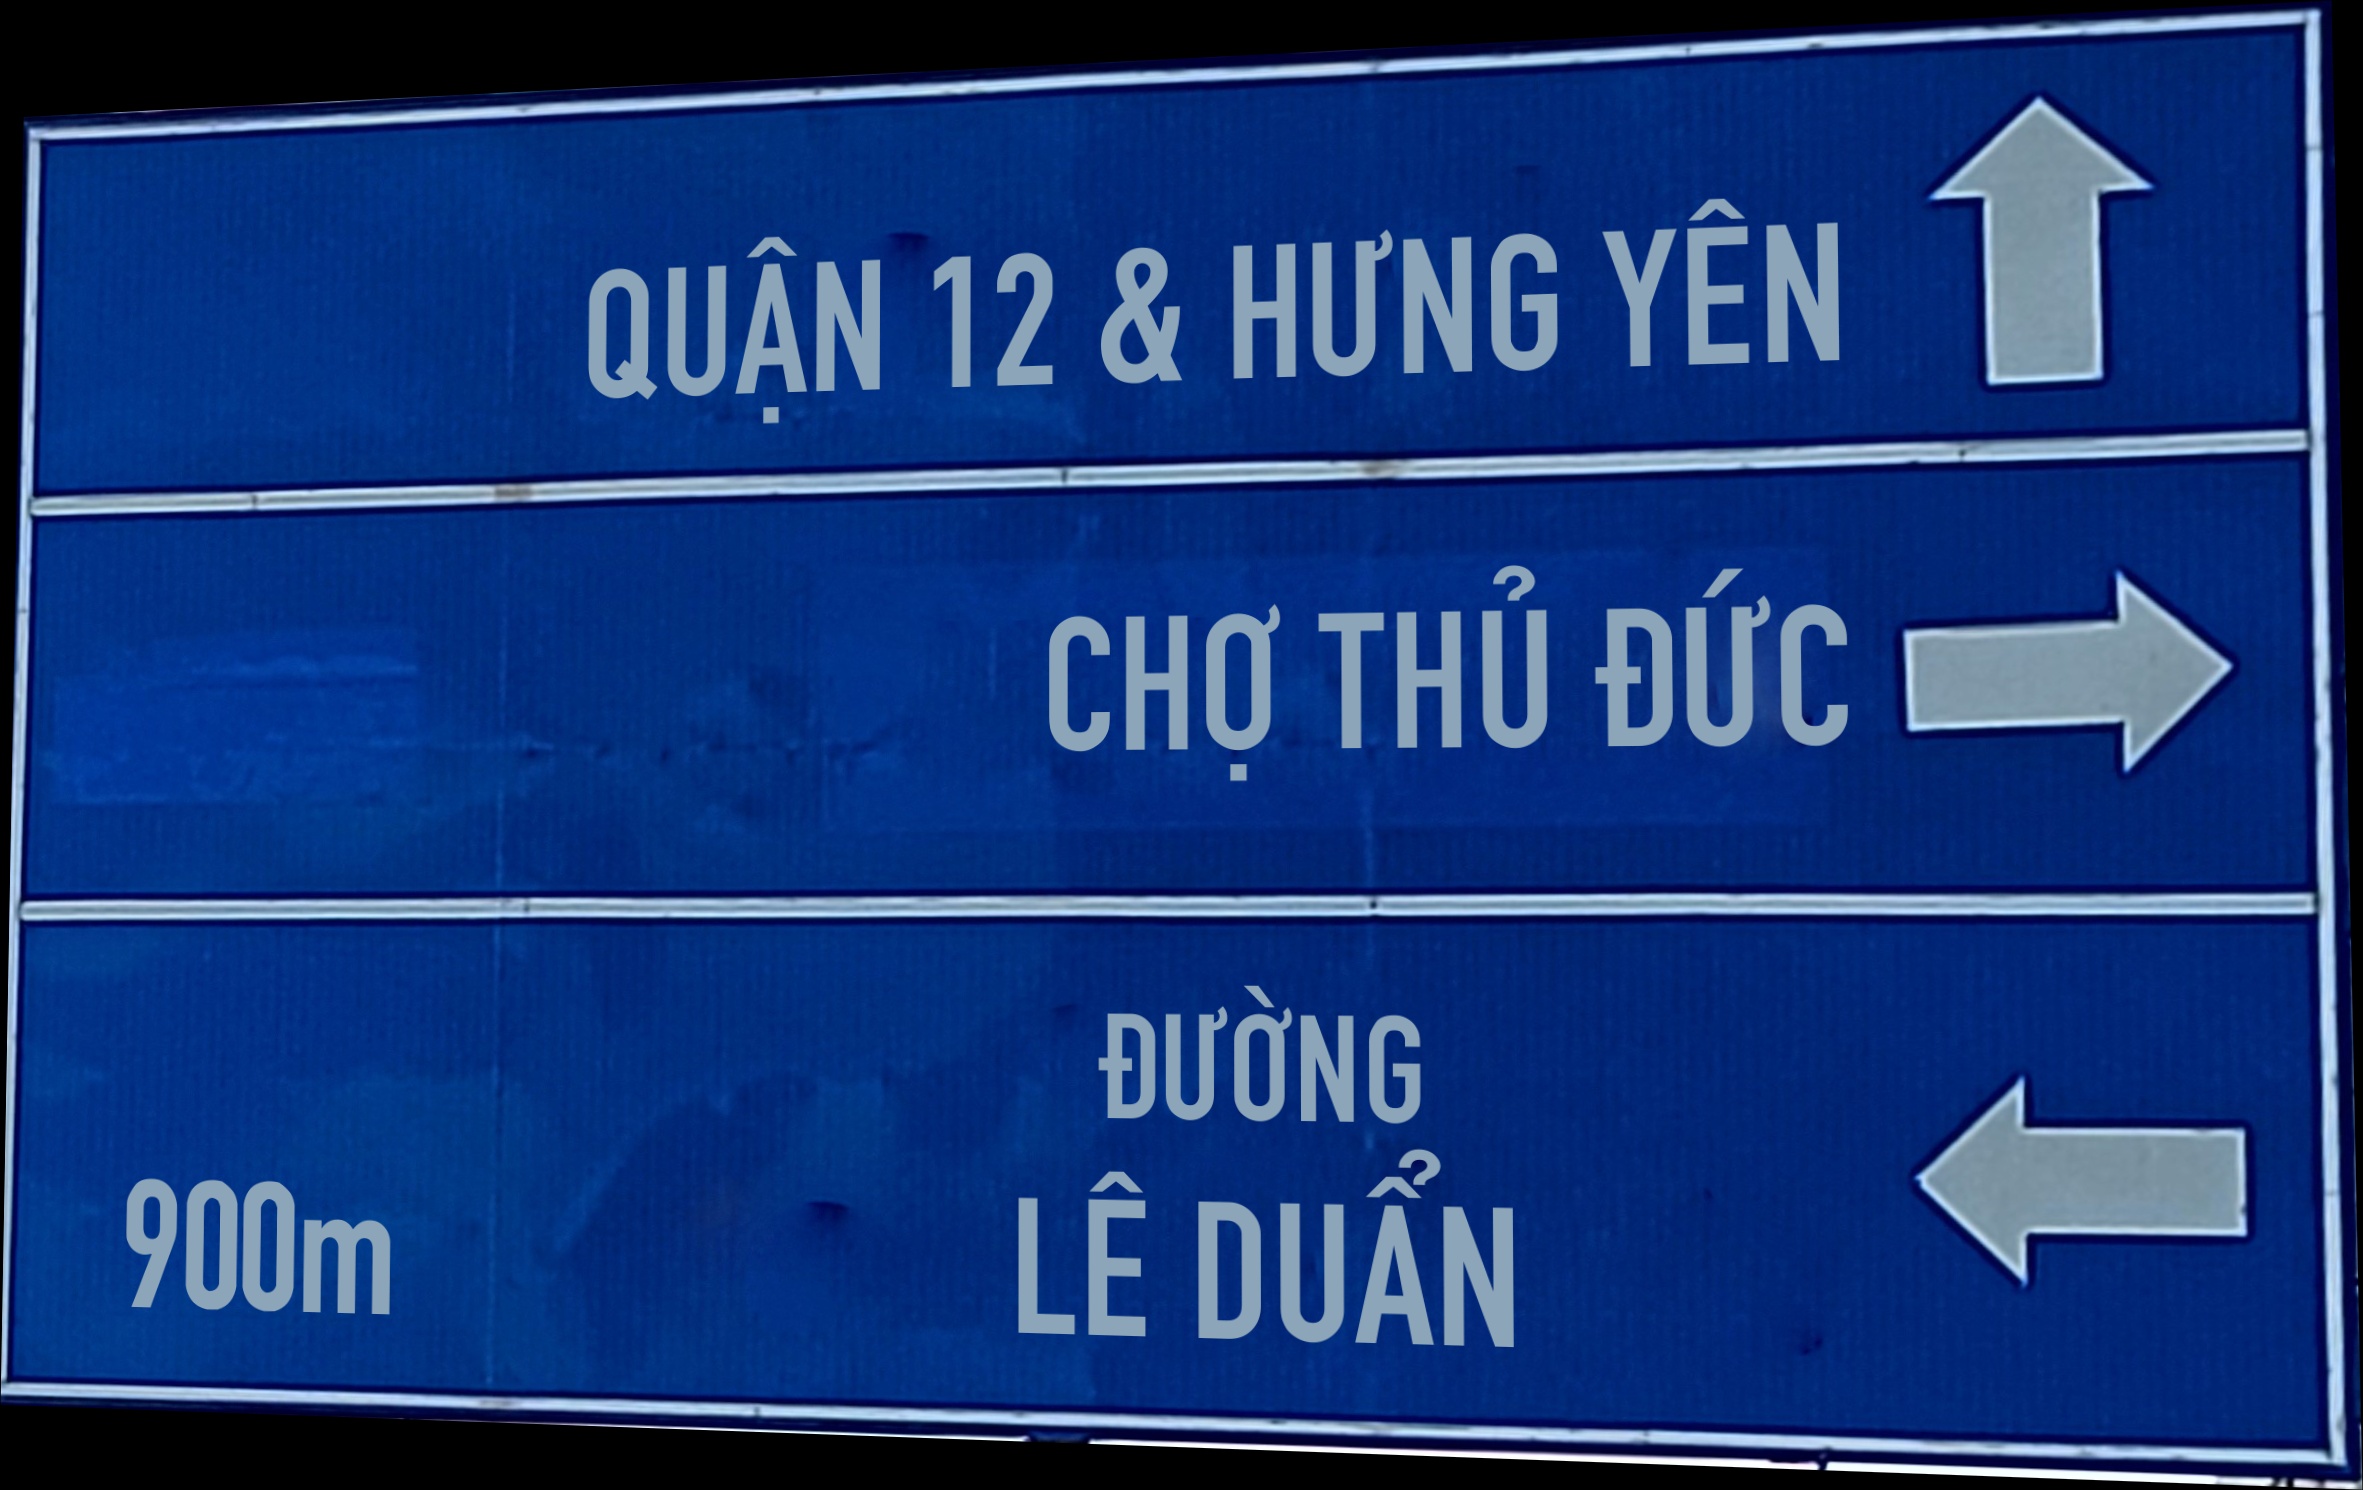 QUẬN 12 & HƯNG YÊN
CHỢ THỦ ĐỨC
ĐƯỜNG
LÊ DUẨN
900m